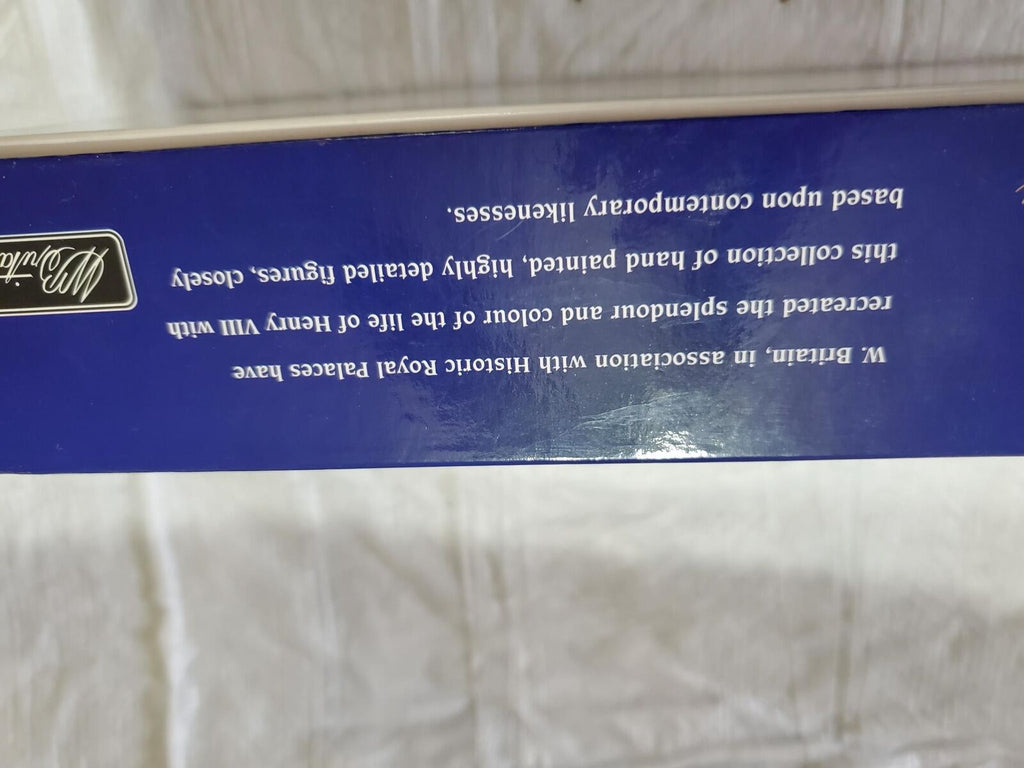 W. Britain, in association with Historic Royal Palaces have
recreated the splendour and colour of the life of Henry VIII with
this collection of hand painted, highly detailed figures, closely
based upon contemporary likenesses.